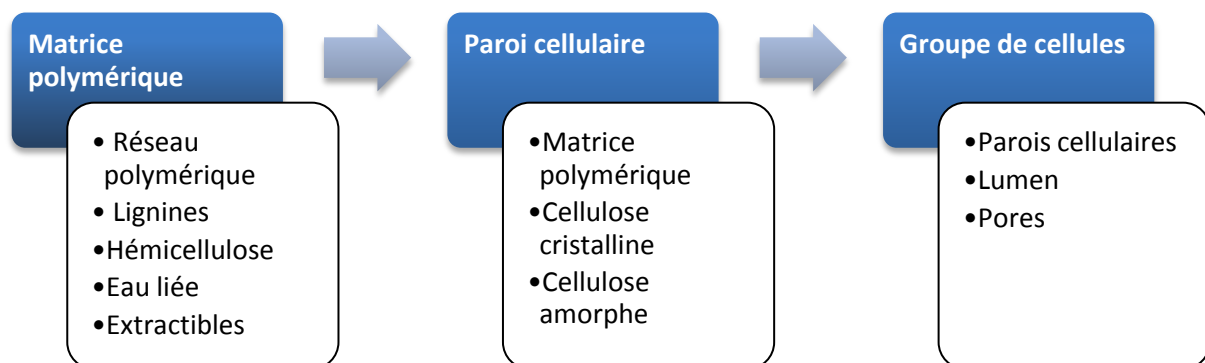 Matrice
polymérique
• Réseau
polymérique
• Lignines
•Hémicellulose
•Eau liée
•Extractibles
Paroi cellulaire
•Matrice
polymérique
•Cellulose
cristalline
•Cellulose
amorphe
Groupe de cellules
•Parois cellulaires
•Lumen
•Pores